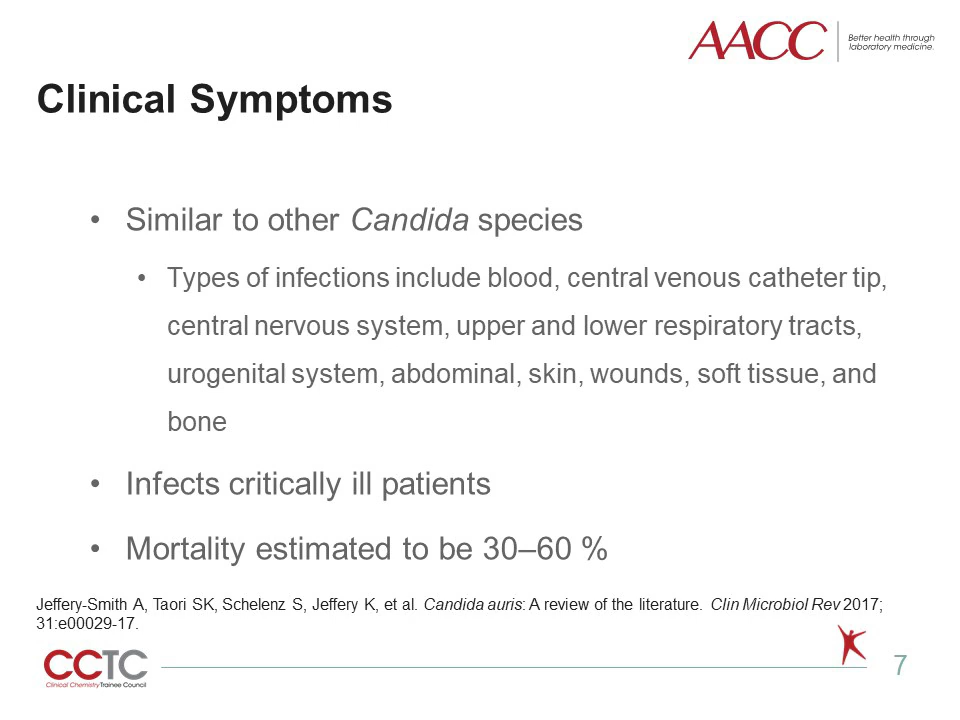 AACC
Better health through
laboratory medicine.
Clinical Symptoms
• Similar to other Candida species
• Types of infections include blood, central venous catheter tip,
central nervous system, upper and lower respiratory tracts,
urogenital system, abdominal, skin, wounds, soft tissue, and
bone
• Infects critically ill patients
• Mortality estimated to be 30–60 %
Jeffery-Smith A, Taori SK, Schelenz S, Jeffery K, et al. Candida auris: A review of the literature. Clin Microbiol Rev 2017;
31:e00029-17.
CCTC
Clinical Chemistry Trainee Council
7